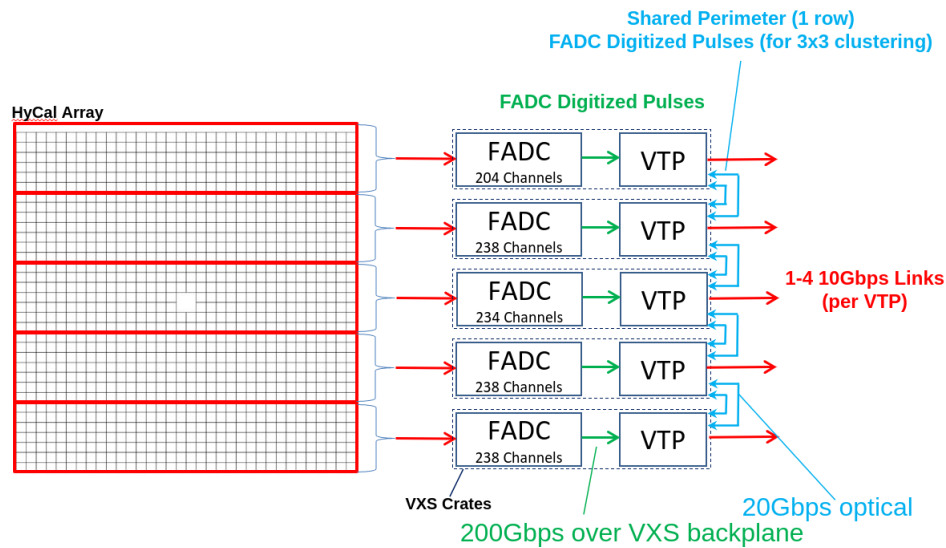 Shared Perimeter (1 row)
FADC Digitized Pulses (for 3x3 clustering)
HyCal Array
FADC Digitized Pulses
FADC
204 Channels
VTP
FADC
238 Channels
VTP
FADC
234 Channels
VTP
1-4 10Gbps Links
(per VTP)
FADC
238 Channels
VTP
FADC
238 Channels
VTP
VXS Crates
20Gbps optical
200Gbps over VXS backplane